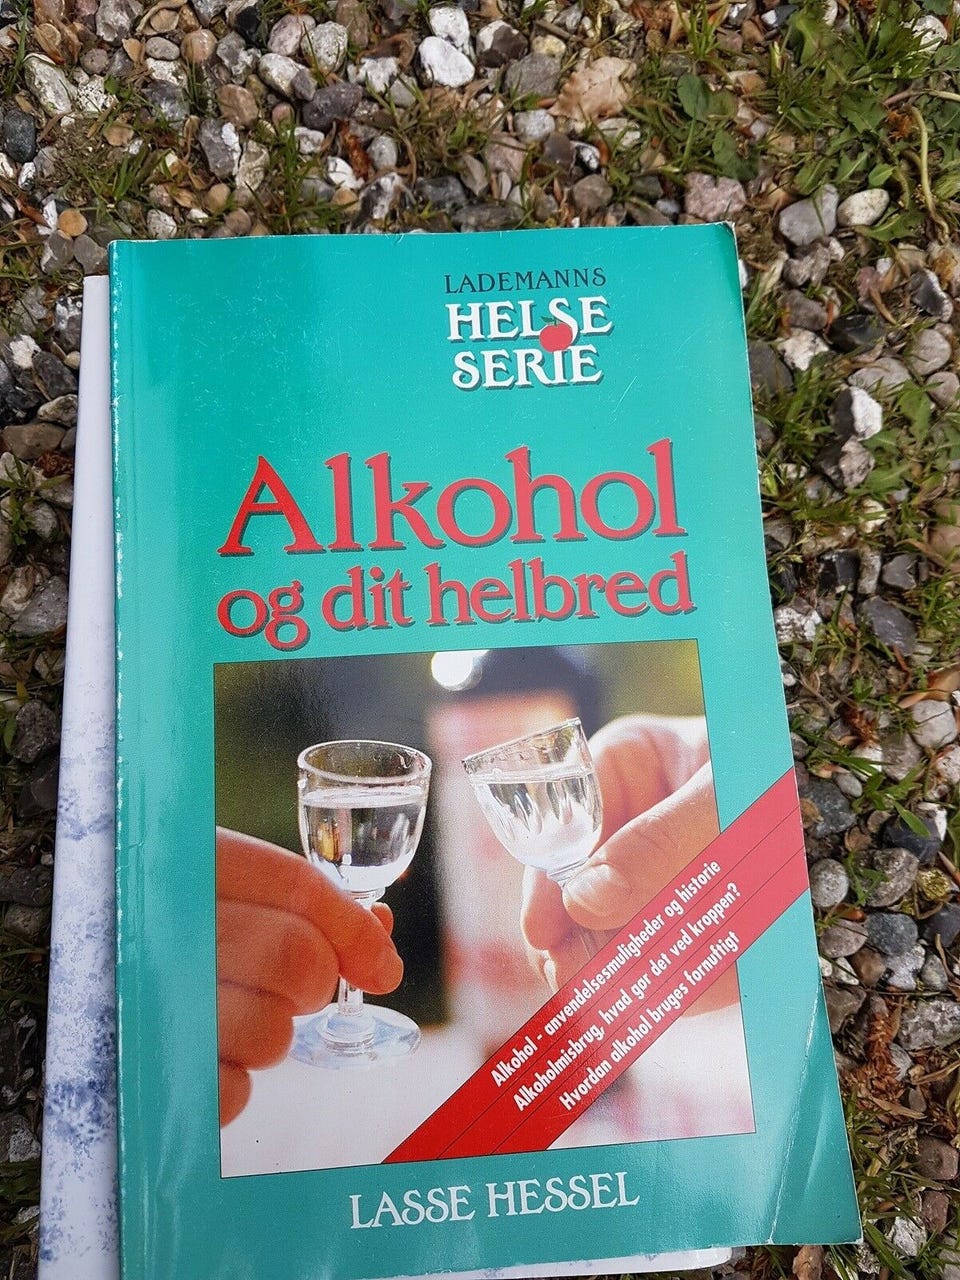 LADEMANNS
HELSE
SERIE
Alkohol
og dit helbred
Alkohol - anvendelsesmuligheder og historie
Alkoholmisbrug, hvad gør det ved kroppen?
Hvordan alkohol bruges fornuftigt
LASSE HESSEL